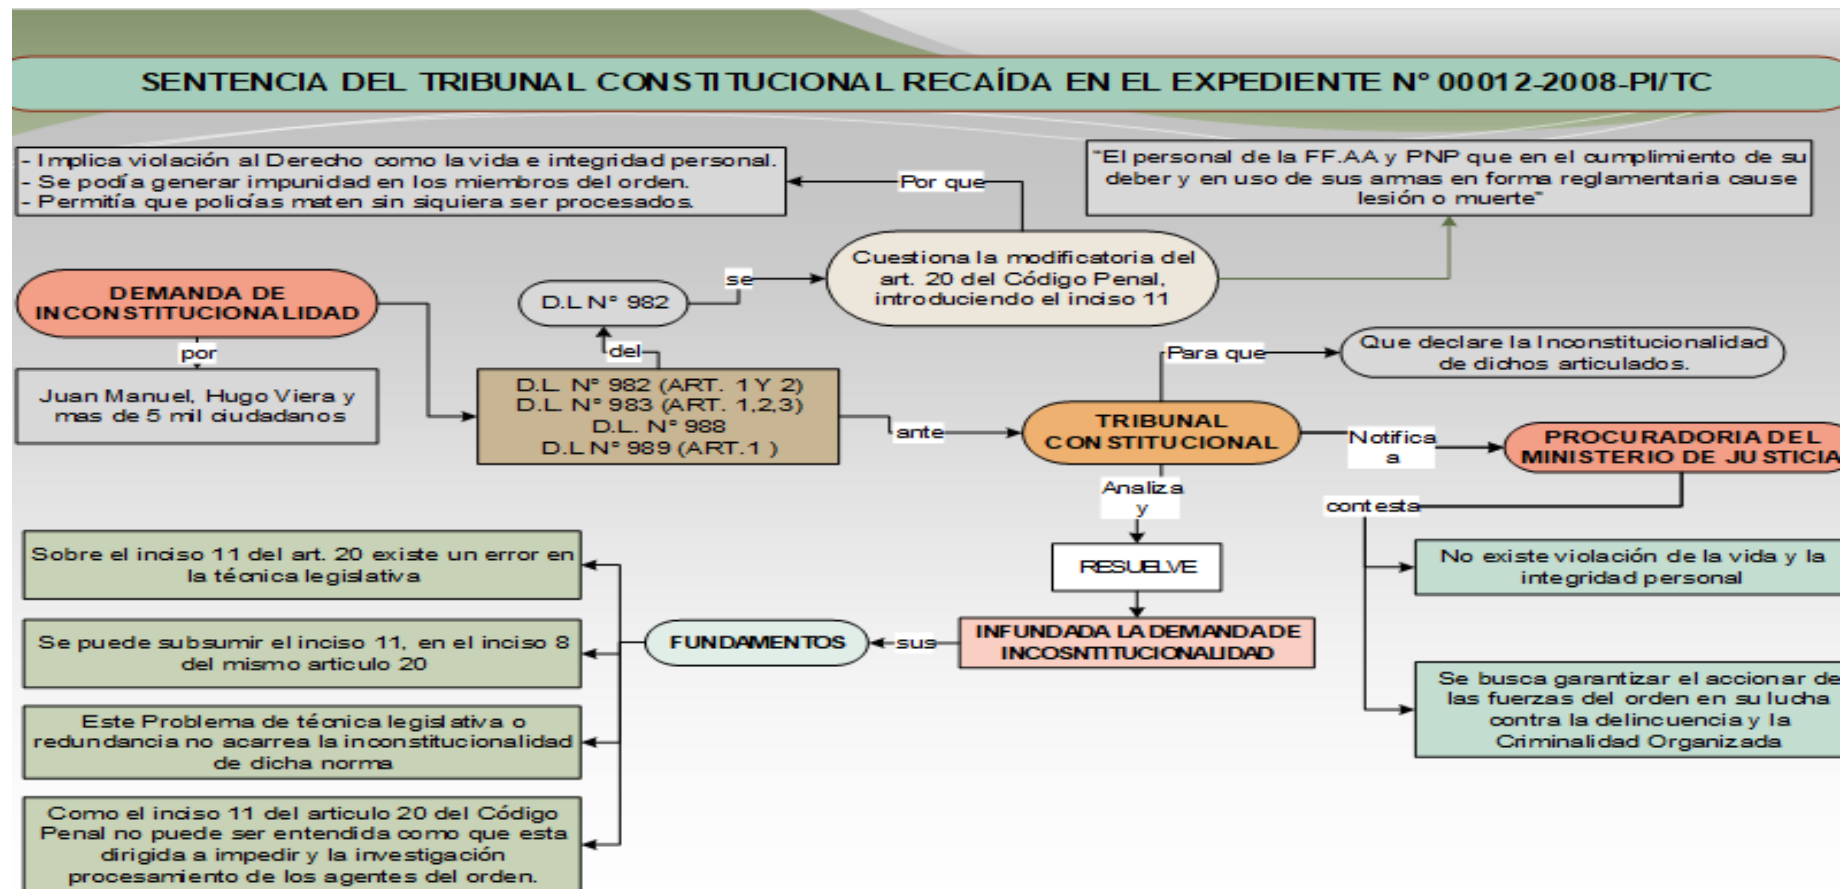 SENTENCIA DEL TRIBUNAL CONSTITUCIONAL RECAÍDA EN EL EXPEDIENTE N° 00012-2008-PI/TC
- Implica violación al Derecho como la vida e integridad personal.
- Se podía generar impunidad en los miembros del orden.
- Permitía que policías maten sin siquiera ser procesados.
Por que
"El personal de la FF.AA y PNP que en el cumplimiento de su
deber y en uso de sus armas en forma reglamentaria cause
lesión o muerte"
Cuestiona la modificatoria del
art. 20 del Código Penal,
introduciendo el inciso 11
se
D.L N° 982
DEMANDA DE
INCONSTITUCIONALIDAD
por
Juan Manuel, Hugo Viera y
mas de 5 mil ciudadanos
del
D.L. N° 982 (ART. 1 Y 2)
D.L. N° 983 (ART. 1,2,3)
D.L. N° 988
D.L N° 989 (ART.1 )
ante
Para que
Que declare la Inconstitucionalidad
de dichos articulados.
TRIBUNAL
CONSTITUCIONAL
Notifica
a
PROCURADORIA DEL
MINISTERIO DE JUSTICIA
Analiza
y
contesta
RESUELVE
No existe violación de la vida y la
integridad personal
INFUNDADA LA DEMANDA DE
INCOSNTITUCIONALIDAD
sus
FUNDAMENTOS
Se busca garantizar el accionar de
las fuerzas del orden en su lucha
contra la delincuencia y la
Criminalidad Organizada
Sobre el inciso 11 del art. 20 existe un error en
la técnica legislativa
Se puede subsumir el inciso 11, en el inciso 8
del mismo articulo 20
Este Problema de técnica legislativa o
redundancia no acarrea la inconstitucionalidad
de dicha norma
Como el inciso 11 del articulo 20 del Código
Penal no puede ser entendida como que esta
dirigida a impedir y la investigación
procesamiento de los agentes del orden.